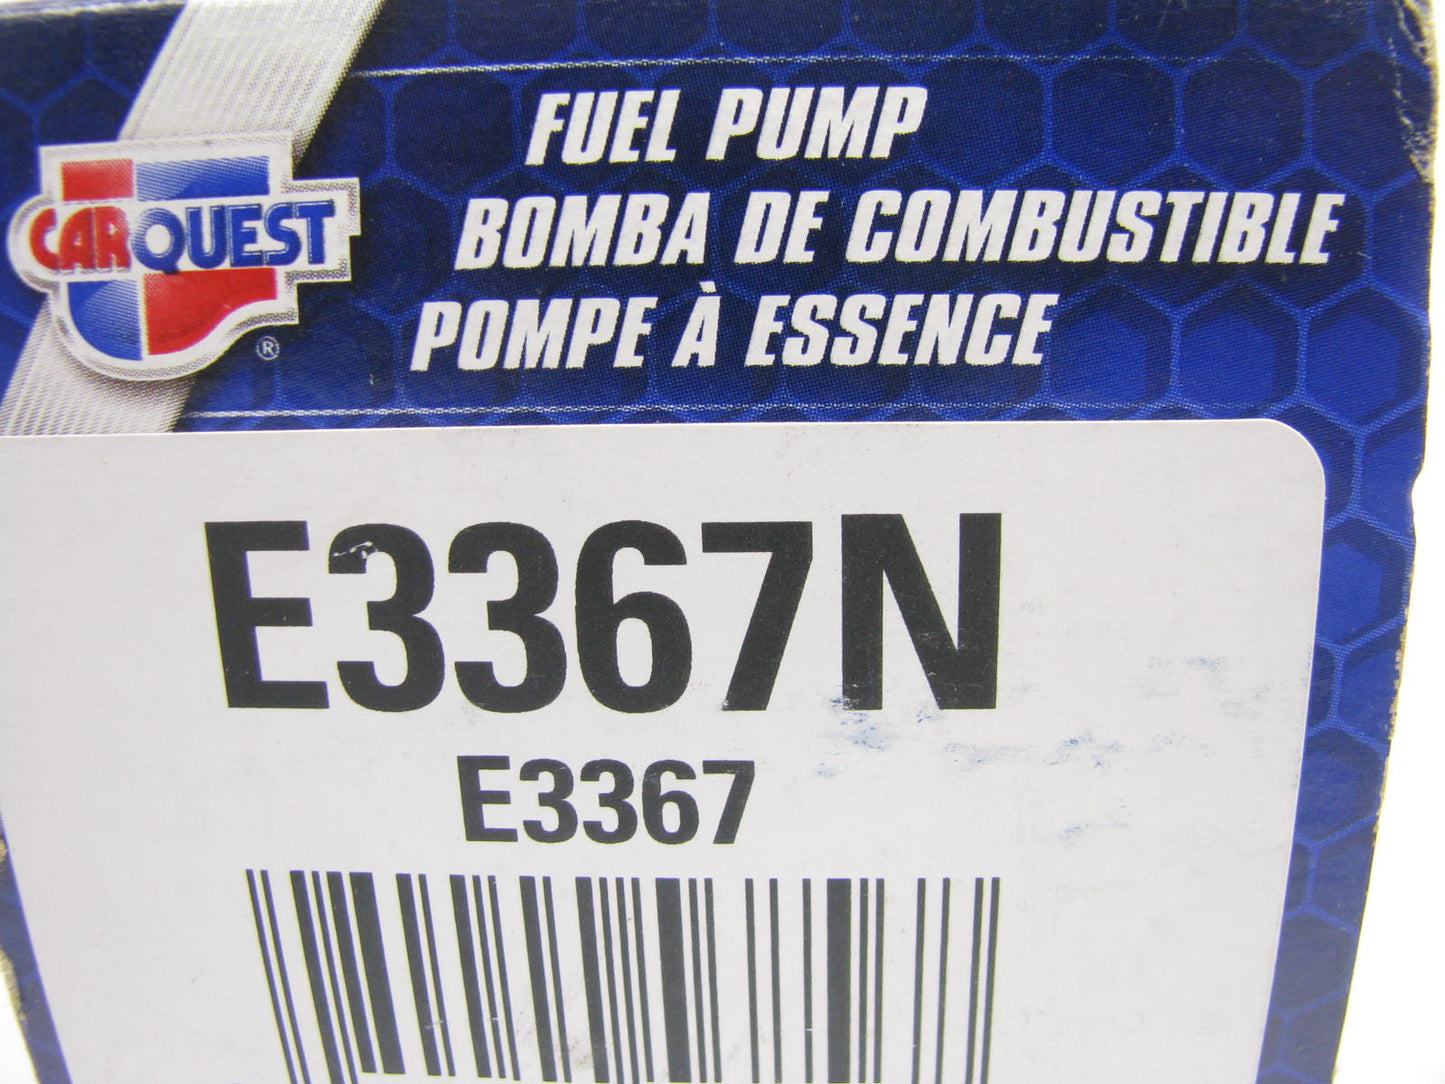 CARQUEST
®
FUEL PUMP
BOMBA DE COMBUSTIBLE
POMPE À ESSENCE
E3367N
E3367